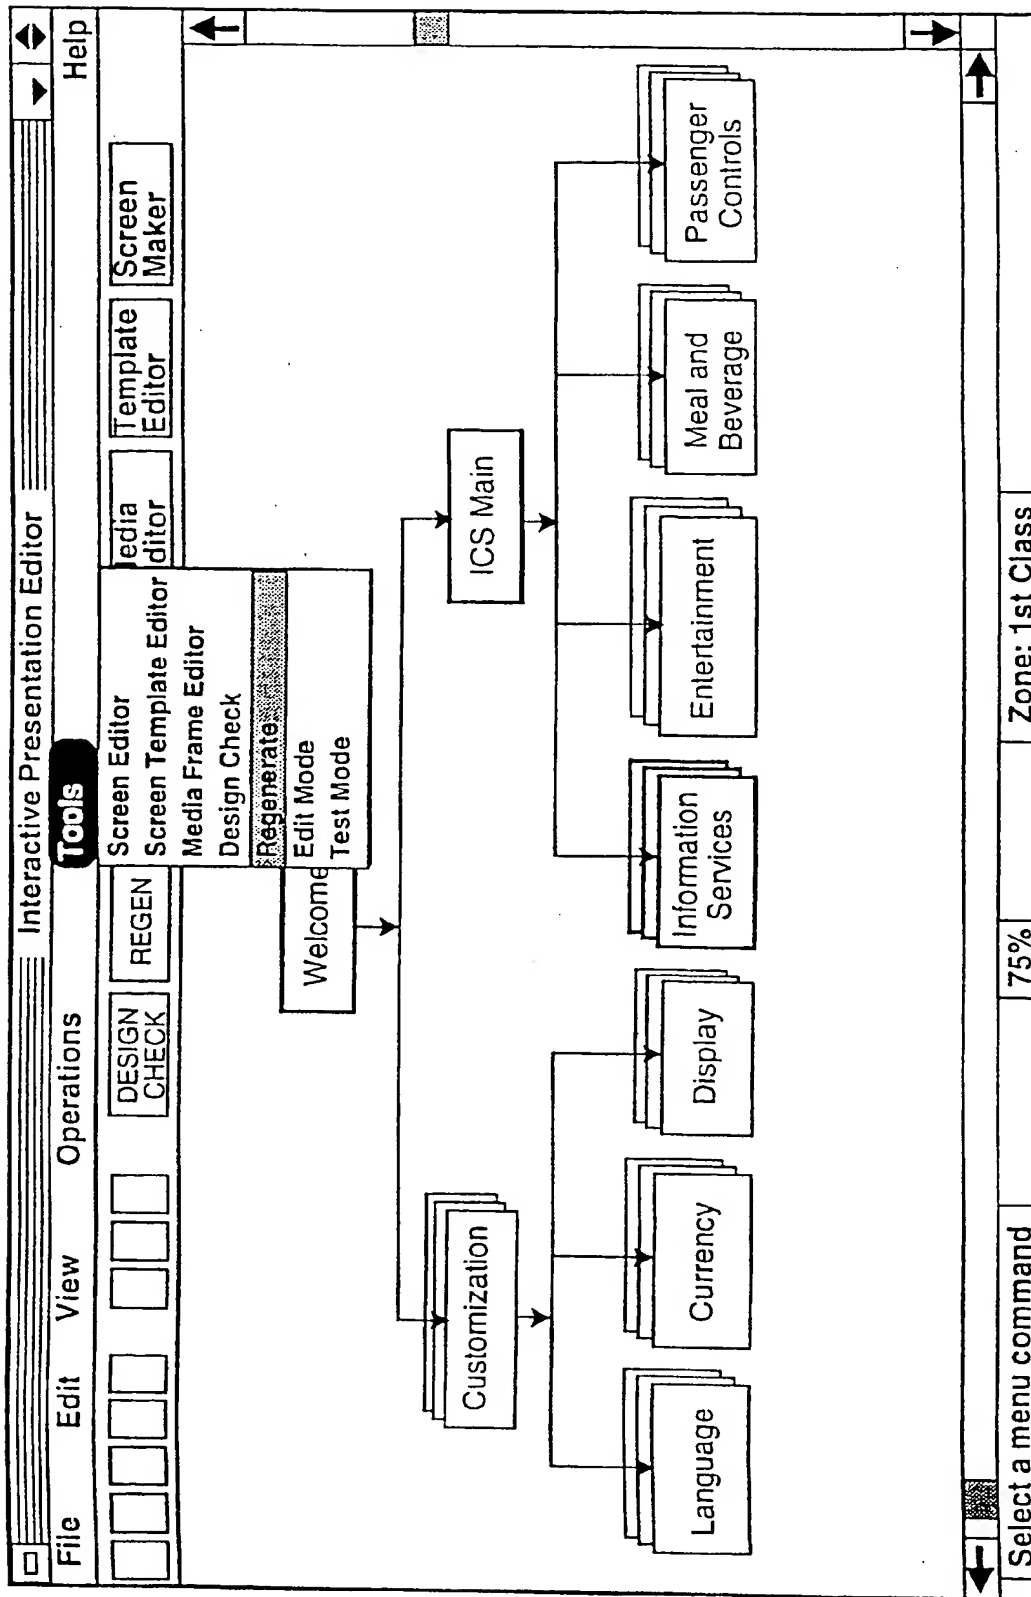 Interactive Presentation Editor
File Edit View Operations Tools Help
DESIGN
CHECK
REGEN
edia
ditor
Template
Editor
Screen
Maker
Screen Editor
Screen Template Editor
Media Frame Editor
Design Check
Regenerate
Edit Mode
Test Mode
Welcome
Customization
ICS Main
Language
Currency
Display
Information
Services
Entertainment
Meal and
Beverage
Passenger
Controls
Select a menu command
75%
Zone: 1st Class